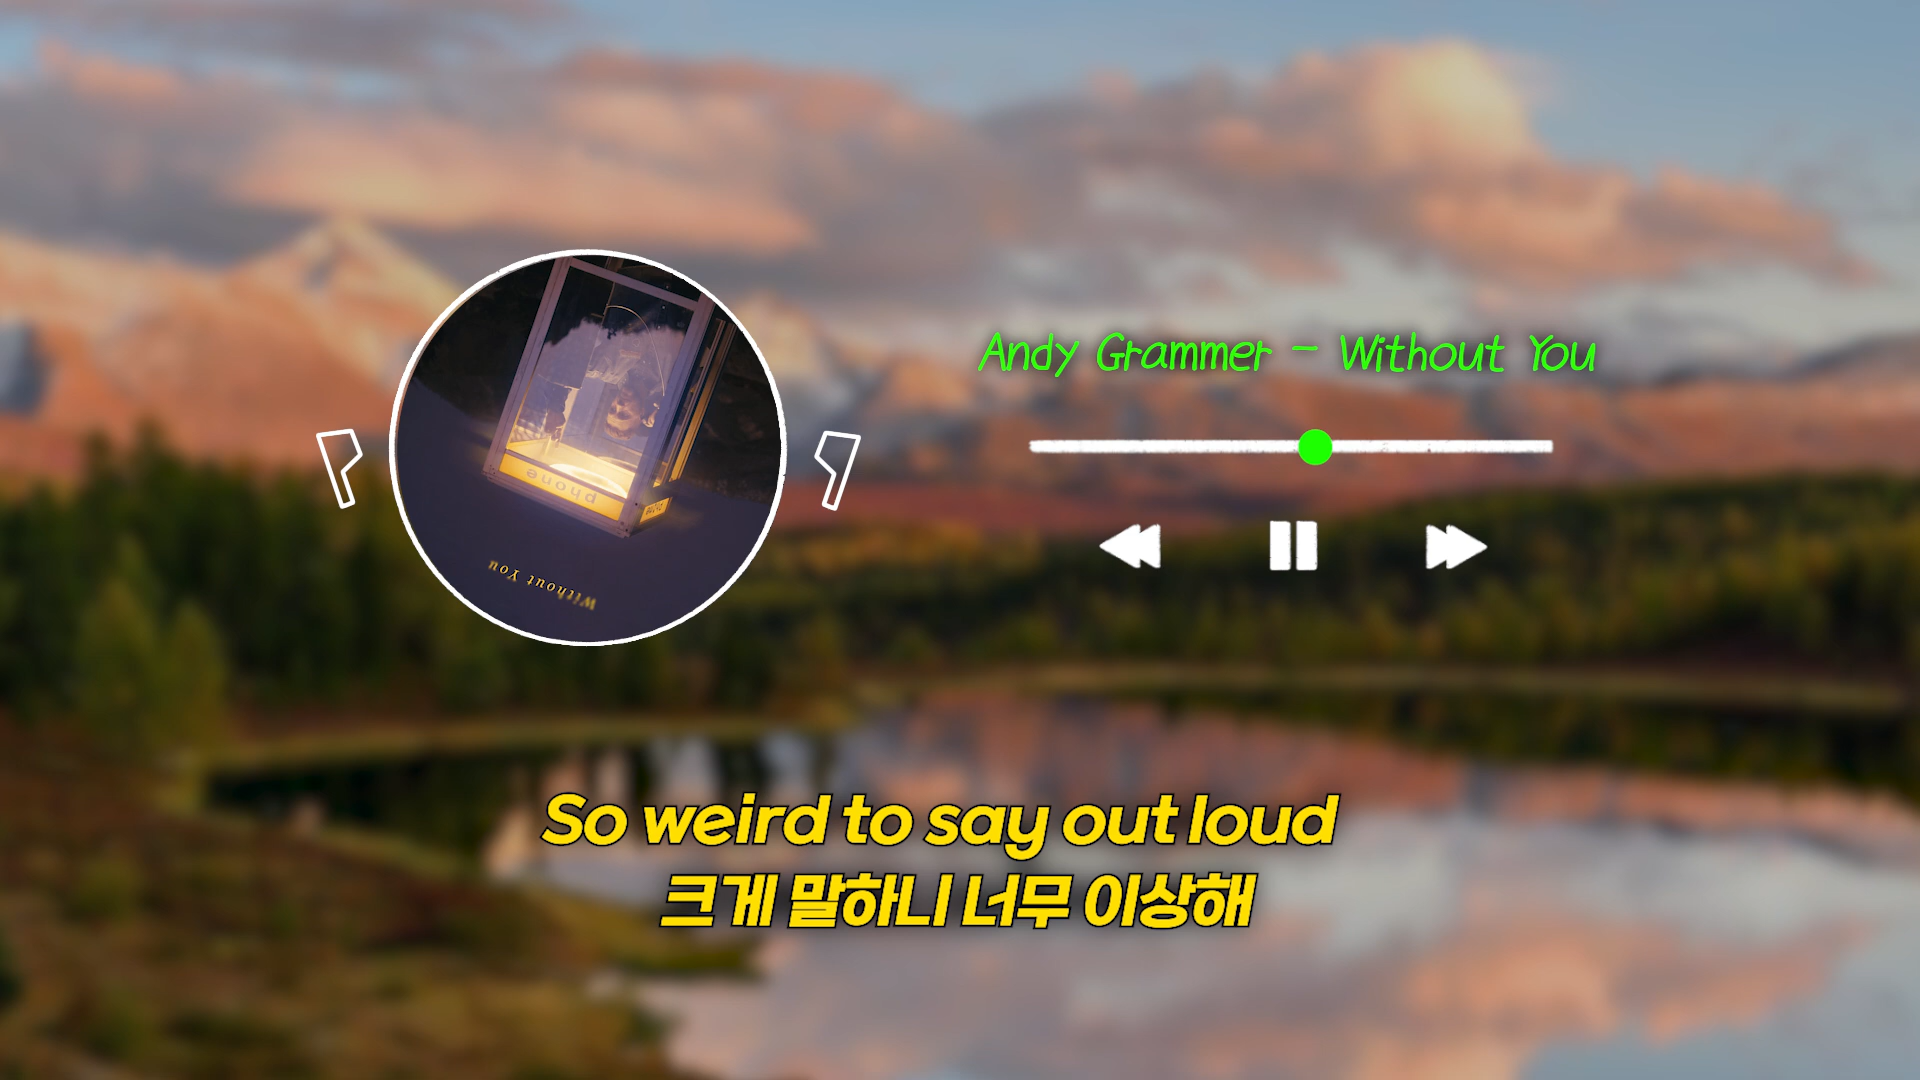 Andy Grammer - Without You
phone
Without You
So weird to say out loud
크게 말하니 너무 이상해